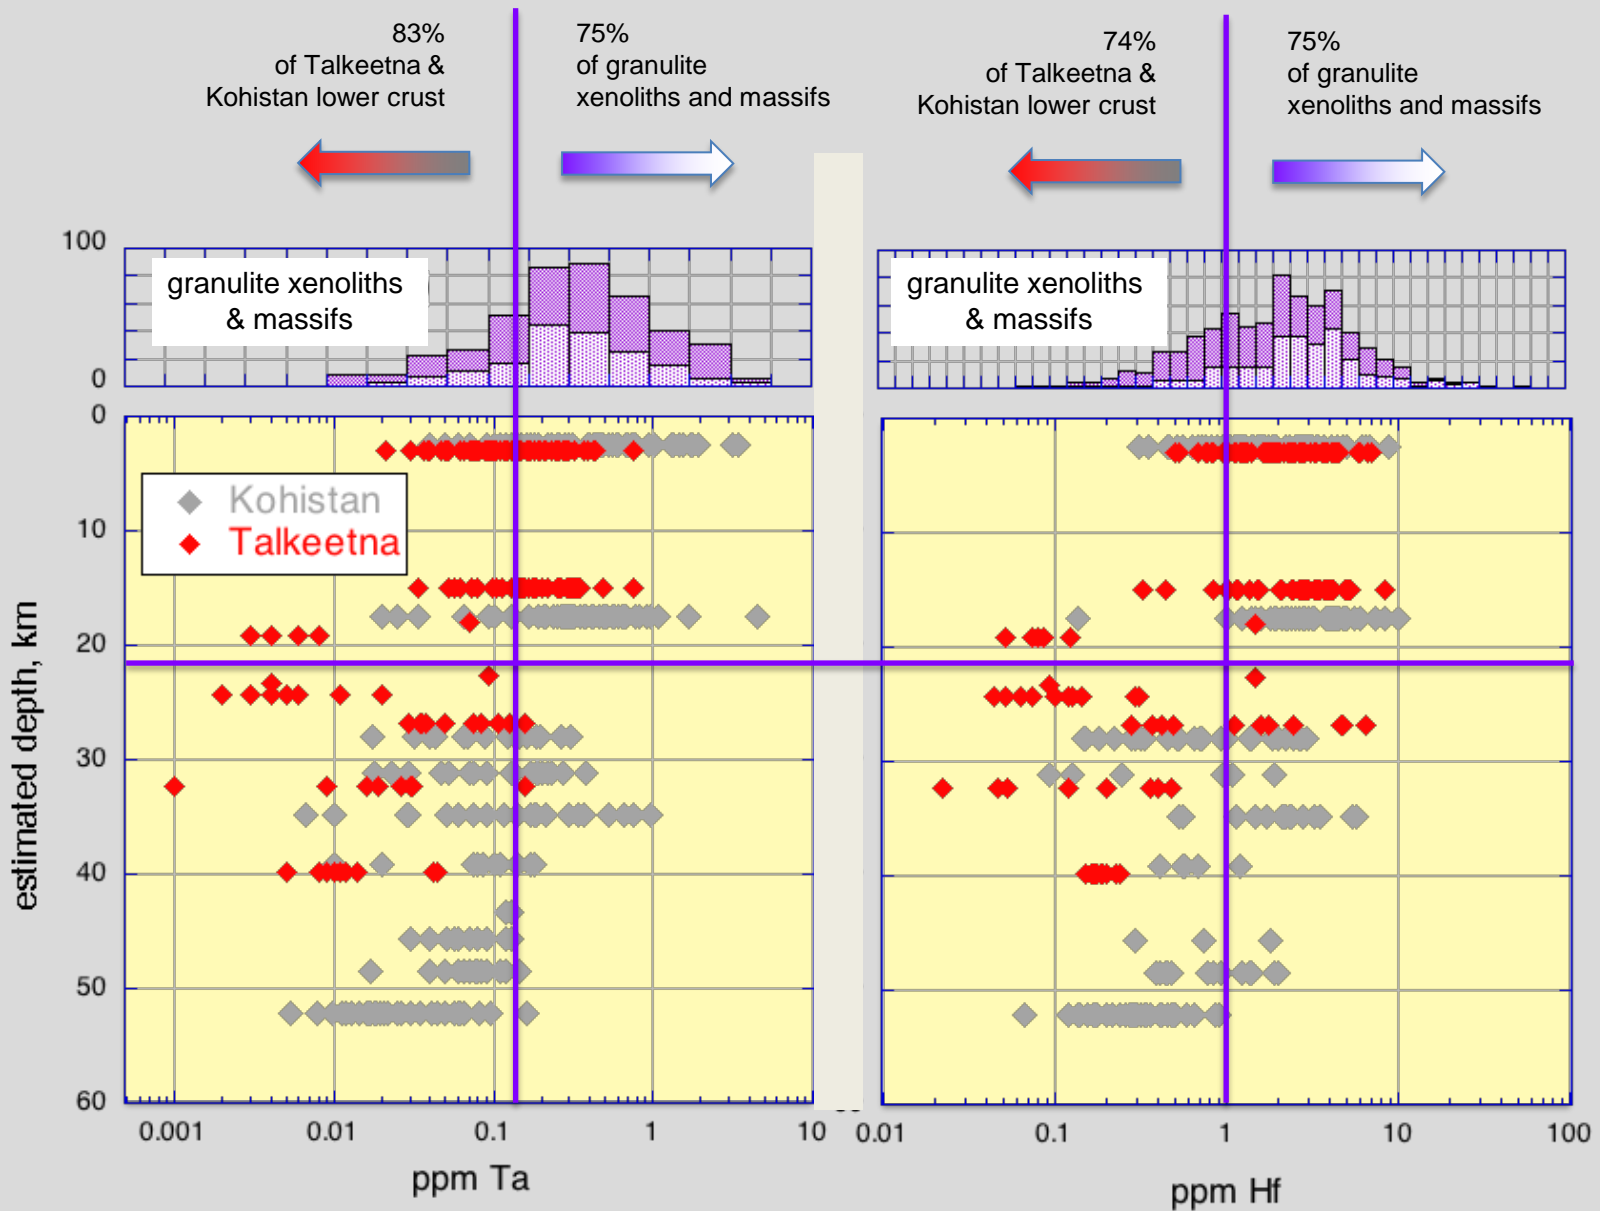 83%
of Talkeetna &
Kohistan lower crust
75%
of granulite
xenoliths and massifs
74%
of Talkeetna &
Kohistan lower crust
75%
of granulite
xenoliths and massifs
100
0
granulite xenoliths
& massifs
granulite xenoliths
& massifs
estimated depth, km
0
10
20
30
40
50
60
Kohistan
Talkeetna
0.001
0.01
0.1
1
10
ppm Ta
0.01
0.1
1
10
100
ppm Hf